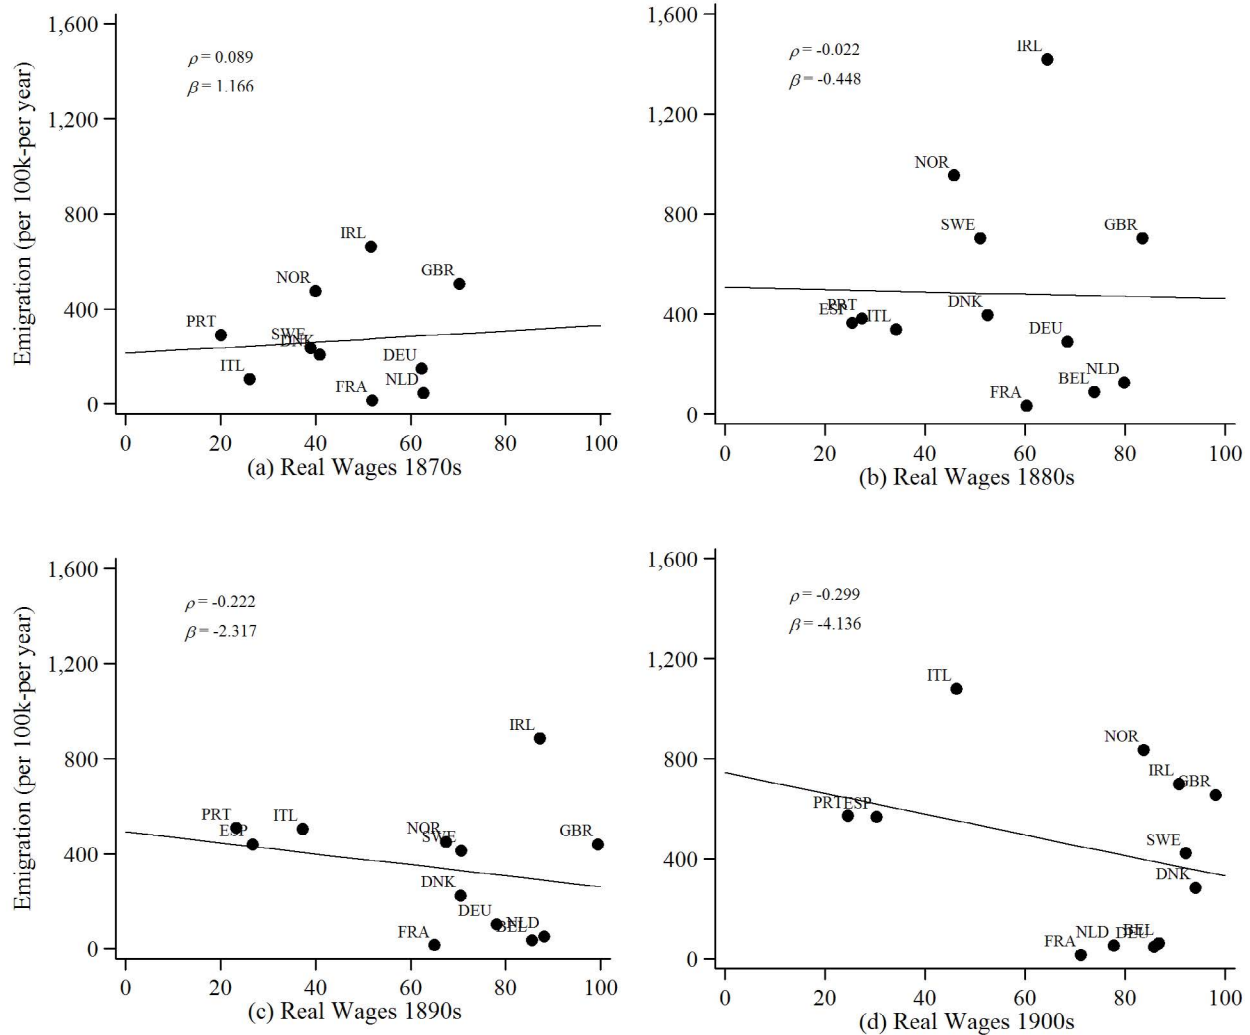 1,600
1,200
800
400
0
Emigration (per 100k-per year)
ρ = 0.089
β = 1.166
IRL
GBR
NOR
PRT
SWE
DNK
DEU
ITL
NLD
FRA
0 20 40 60 80 100
(a) Real Wages 1870s
1,600
1,200
800
400
0
ρ = -0.022
β = -0.448
IRL
NOR
SWE
GBR
PRT
ESP
ITL
DNK
DEU
NLD
BEL
FRA
0 20 40 60 80 100
(b) Real Wages 1880s
1,600
1,200
800
400
0
Emigration (per 100k-per year)
ρ = -0.222
β = -2.317
IRL
PRT
ITL
ESP
NOR
SWE
GBR
DNK
DEU
NLD
BEL
FRA
0 20 40 60 80 100
(c) Real Wages 1890s
1,600
1,200
800
400
0
ρ = -0.299
β = -4.136
ITL
NOR
IRL
GBR
PRT ESP
SWE
DNK
BEL
NLD DEU
FRA
0 20 40 60 80 100
(d) Real Wages 1900s